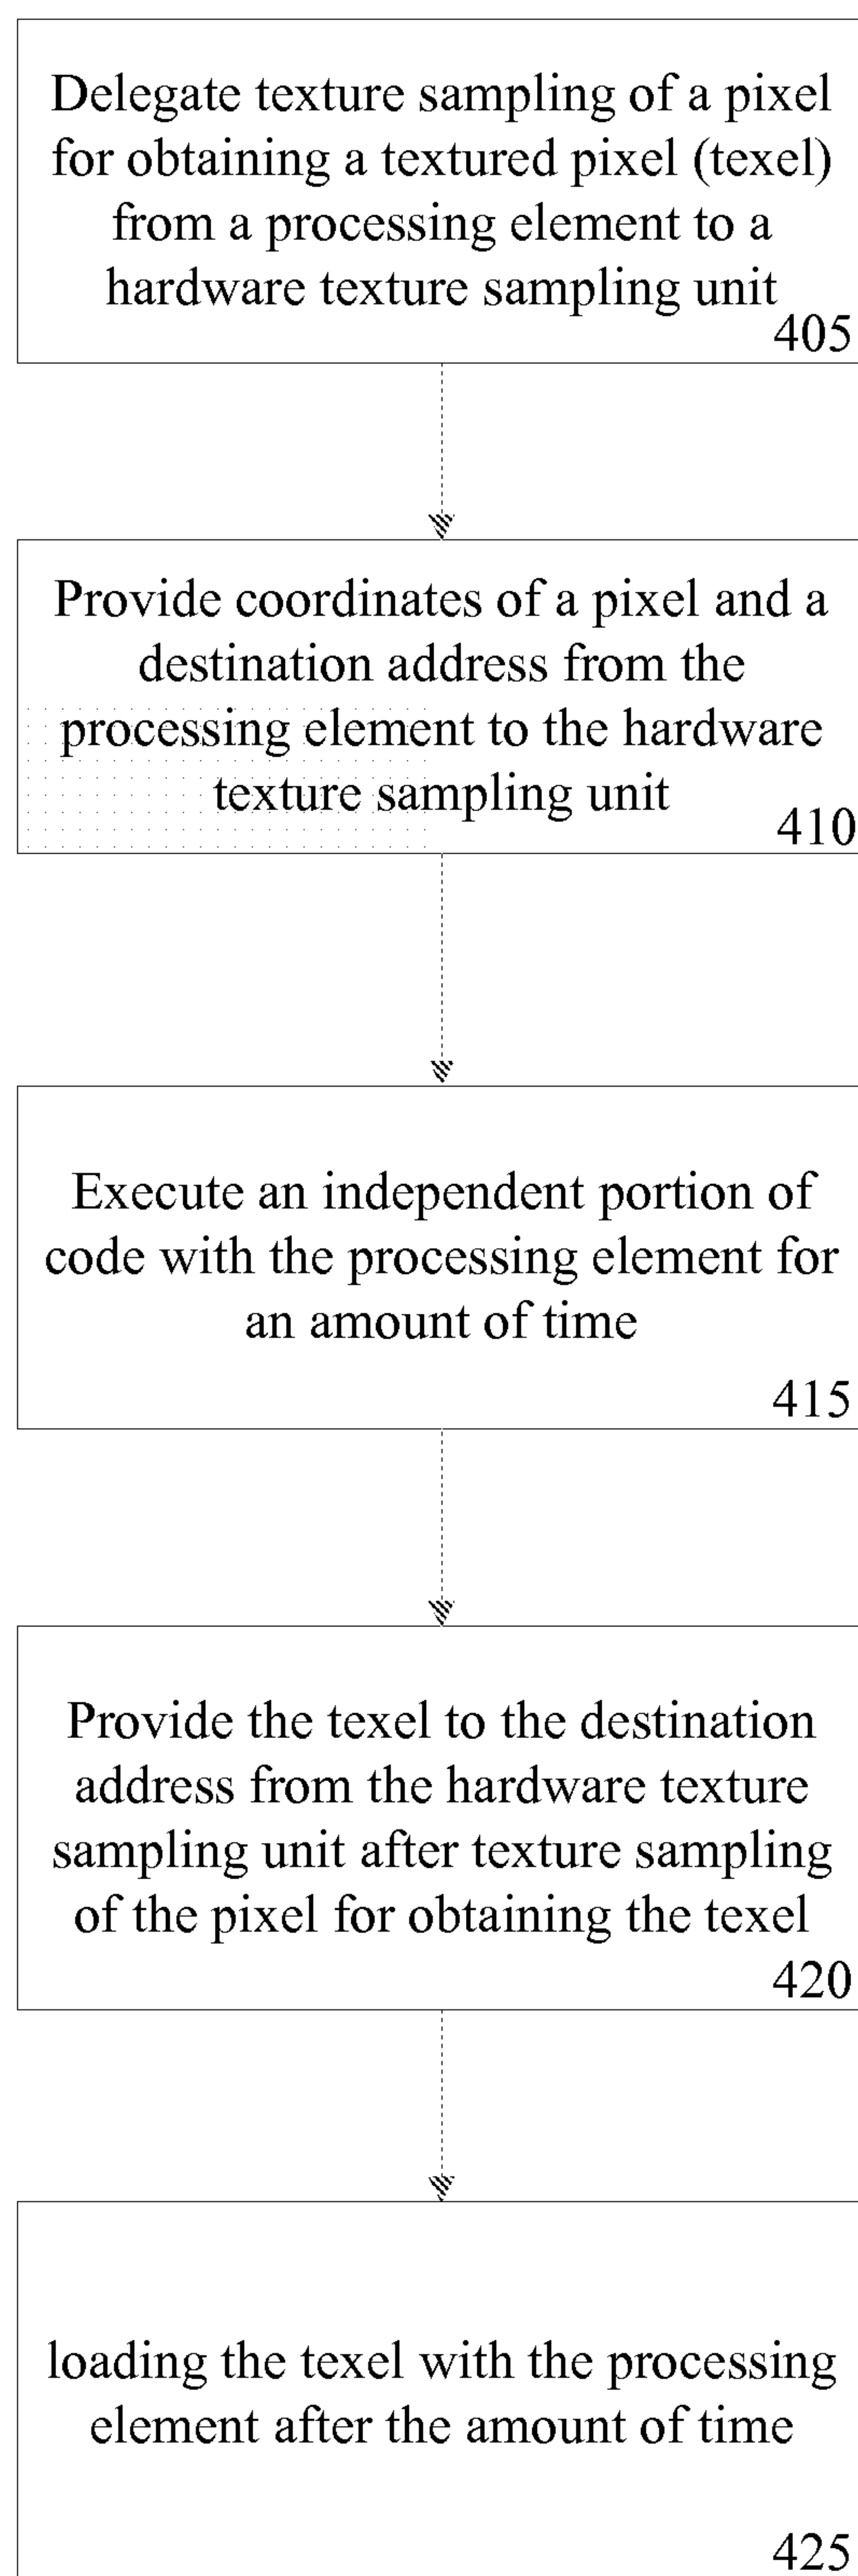 Delegate texture sampling of a pixel
for obtaining a textured pixel (texel)
from a processing element to a
hardware texture sampling unit
405
Provide coordinates of a pixel and a
destination address from the
processing element to the hardware
texture sampling unit
410
Execute an independent portion of
code with the processing element for
an amount of time
415
Provide the texel to the destination
address from the hardware texture
sampling unit after texture sampling
of the pixel for obtaining the texel
420
loading the texel with the processing
element after the amount of time
425